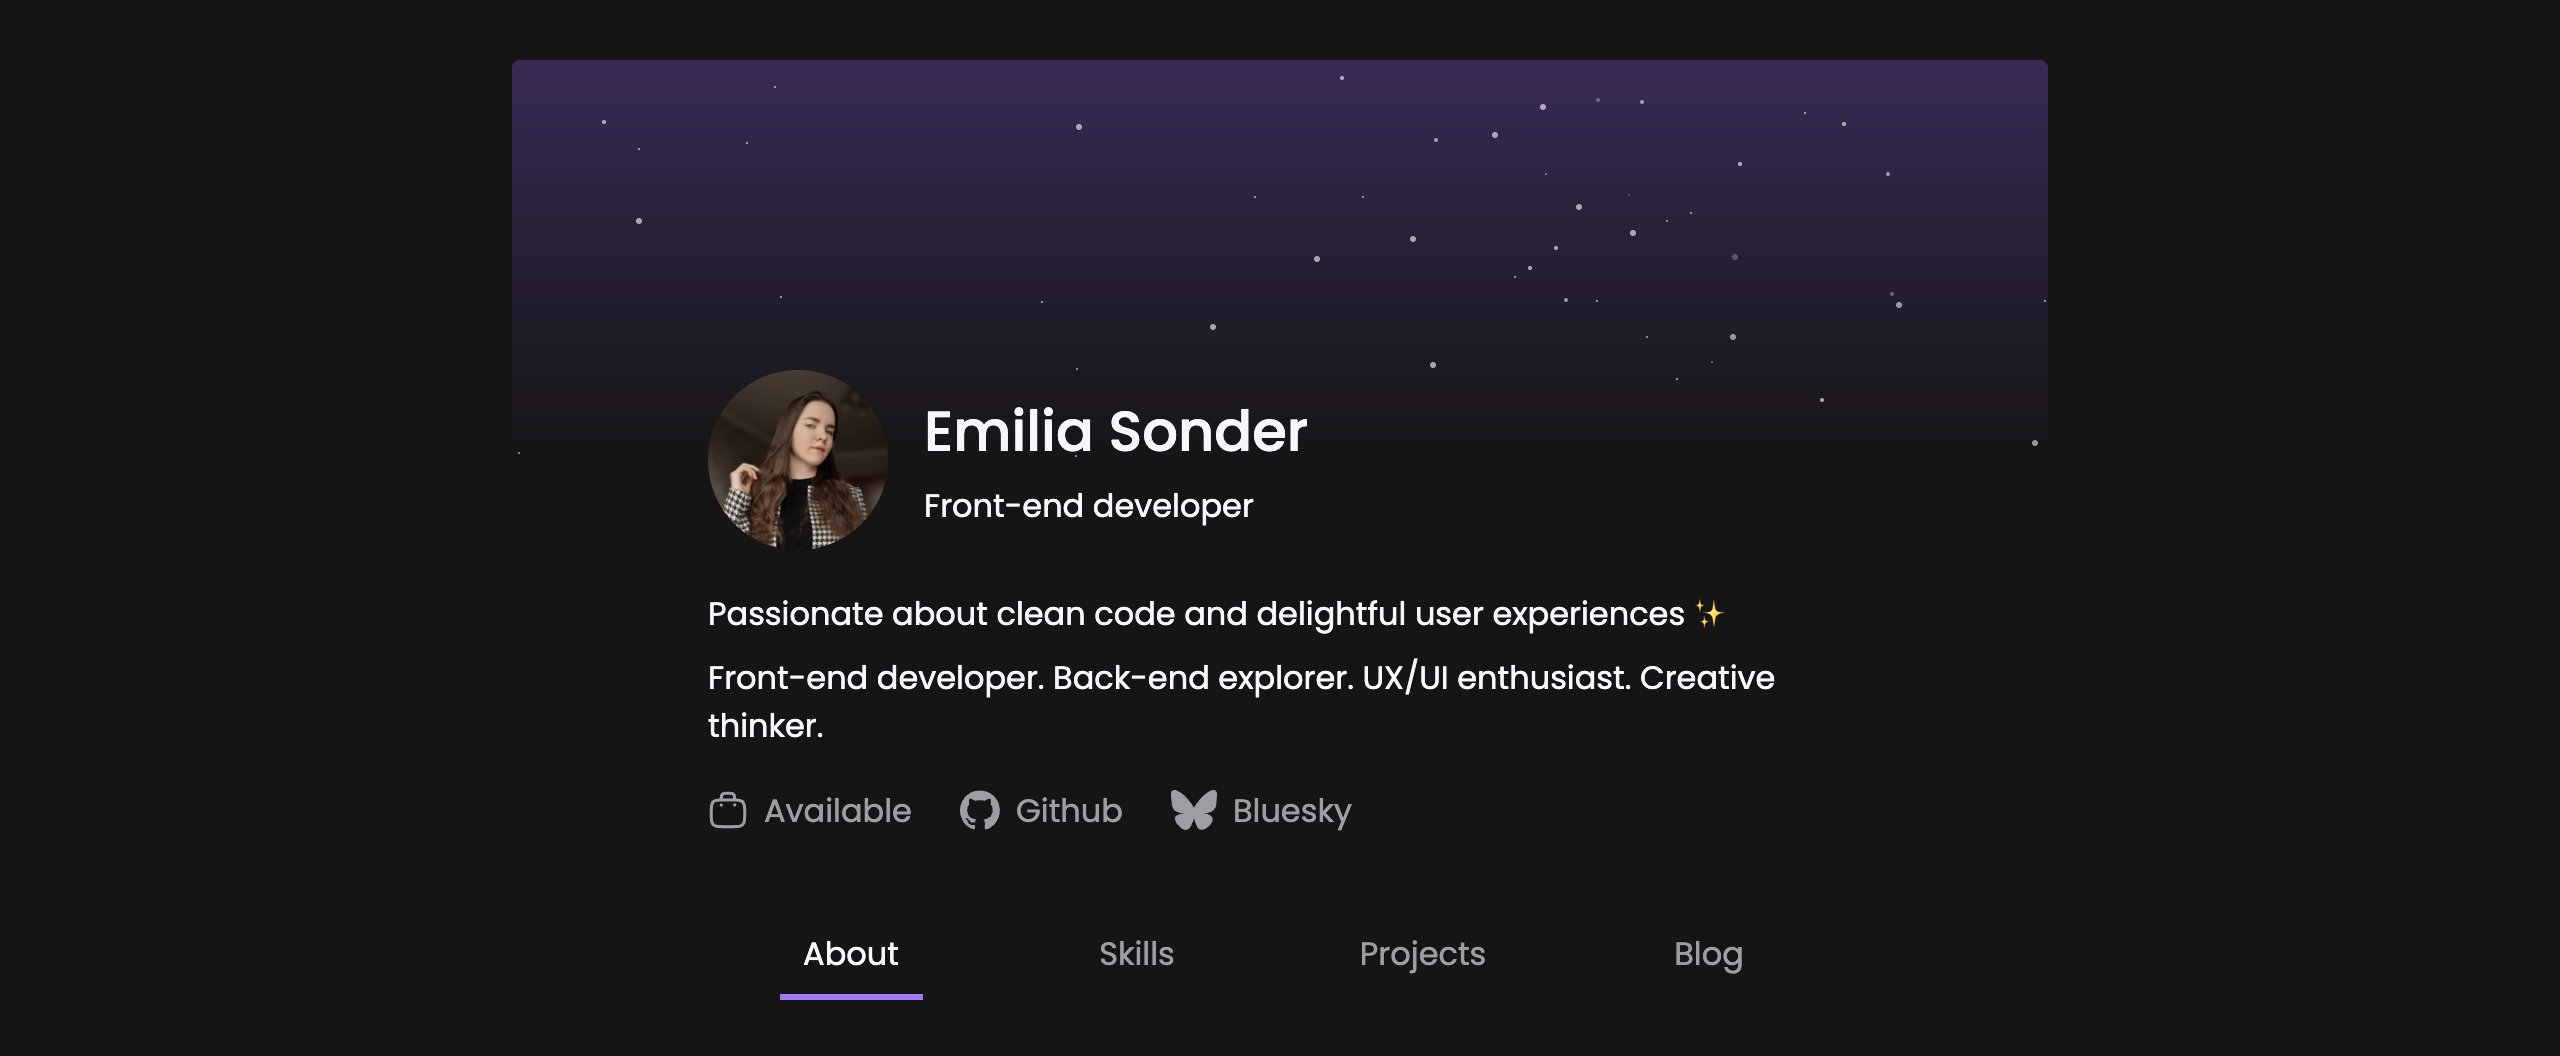 Emilia Sonder
Front-end developer
Passionate about clean code and delightful user experiences ✨
Front-end developer. Back-end explorer. UX/UI enthusiast. Creative
thinker.
Available Github Bluesky
About Skills Projects Blog